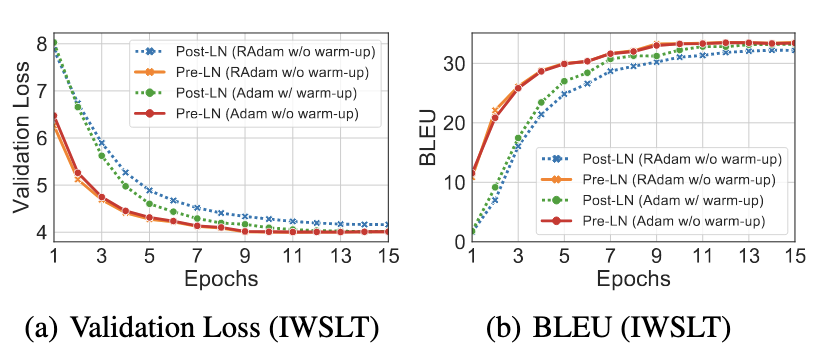 8
7
6
5
4
Validation Loss
Post-LN (RAdam w/o warm-up)
Pre-LN (RAdam w/o warm-up)
Post-LN (Adam w/ warm-up)
Pre-LN (Adam w/o warm-up)
1 3 5 7 9 11 13 15
Epochs
(a) Validation Loss (IWSLT)
30
20
10
0
BLEU
Post-LN (RAdam w/o warm-up)
Pre-LN (RAdam w/o warm-up)
Post-LN (Adam w/ warm-up)
Pre-LN (Adam w/o warm-up)
1 3 5 7 9 11 13 15
Epochs
(b) BLEU (IWSLT)